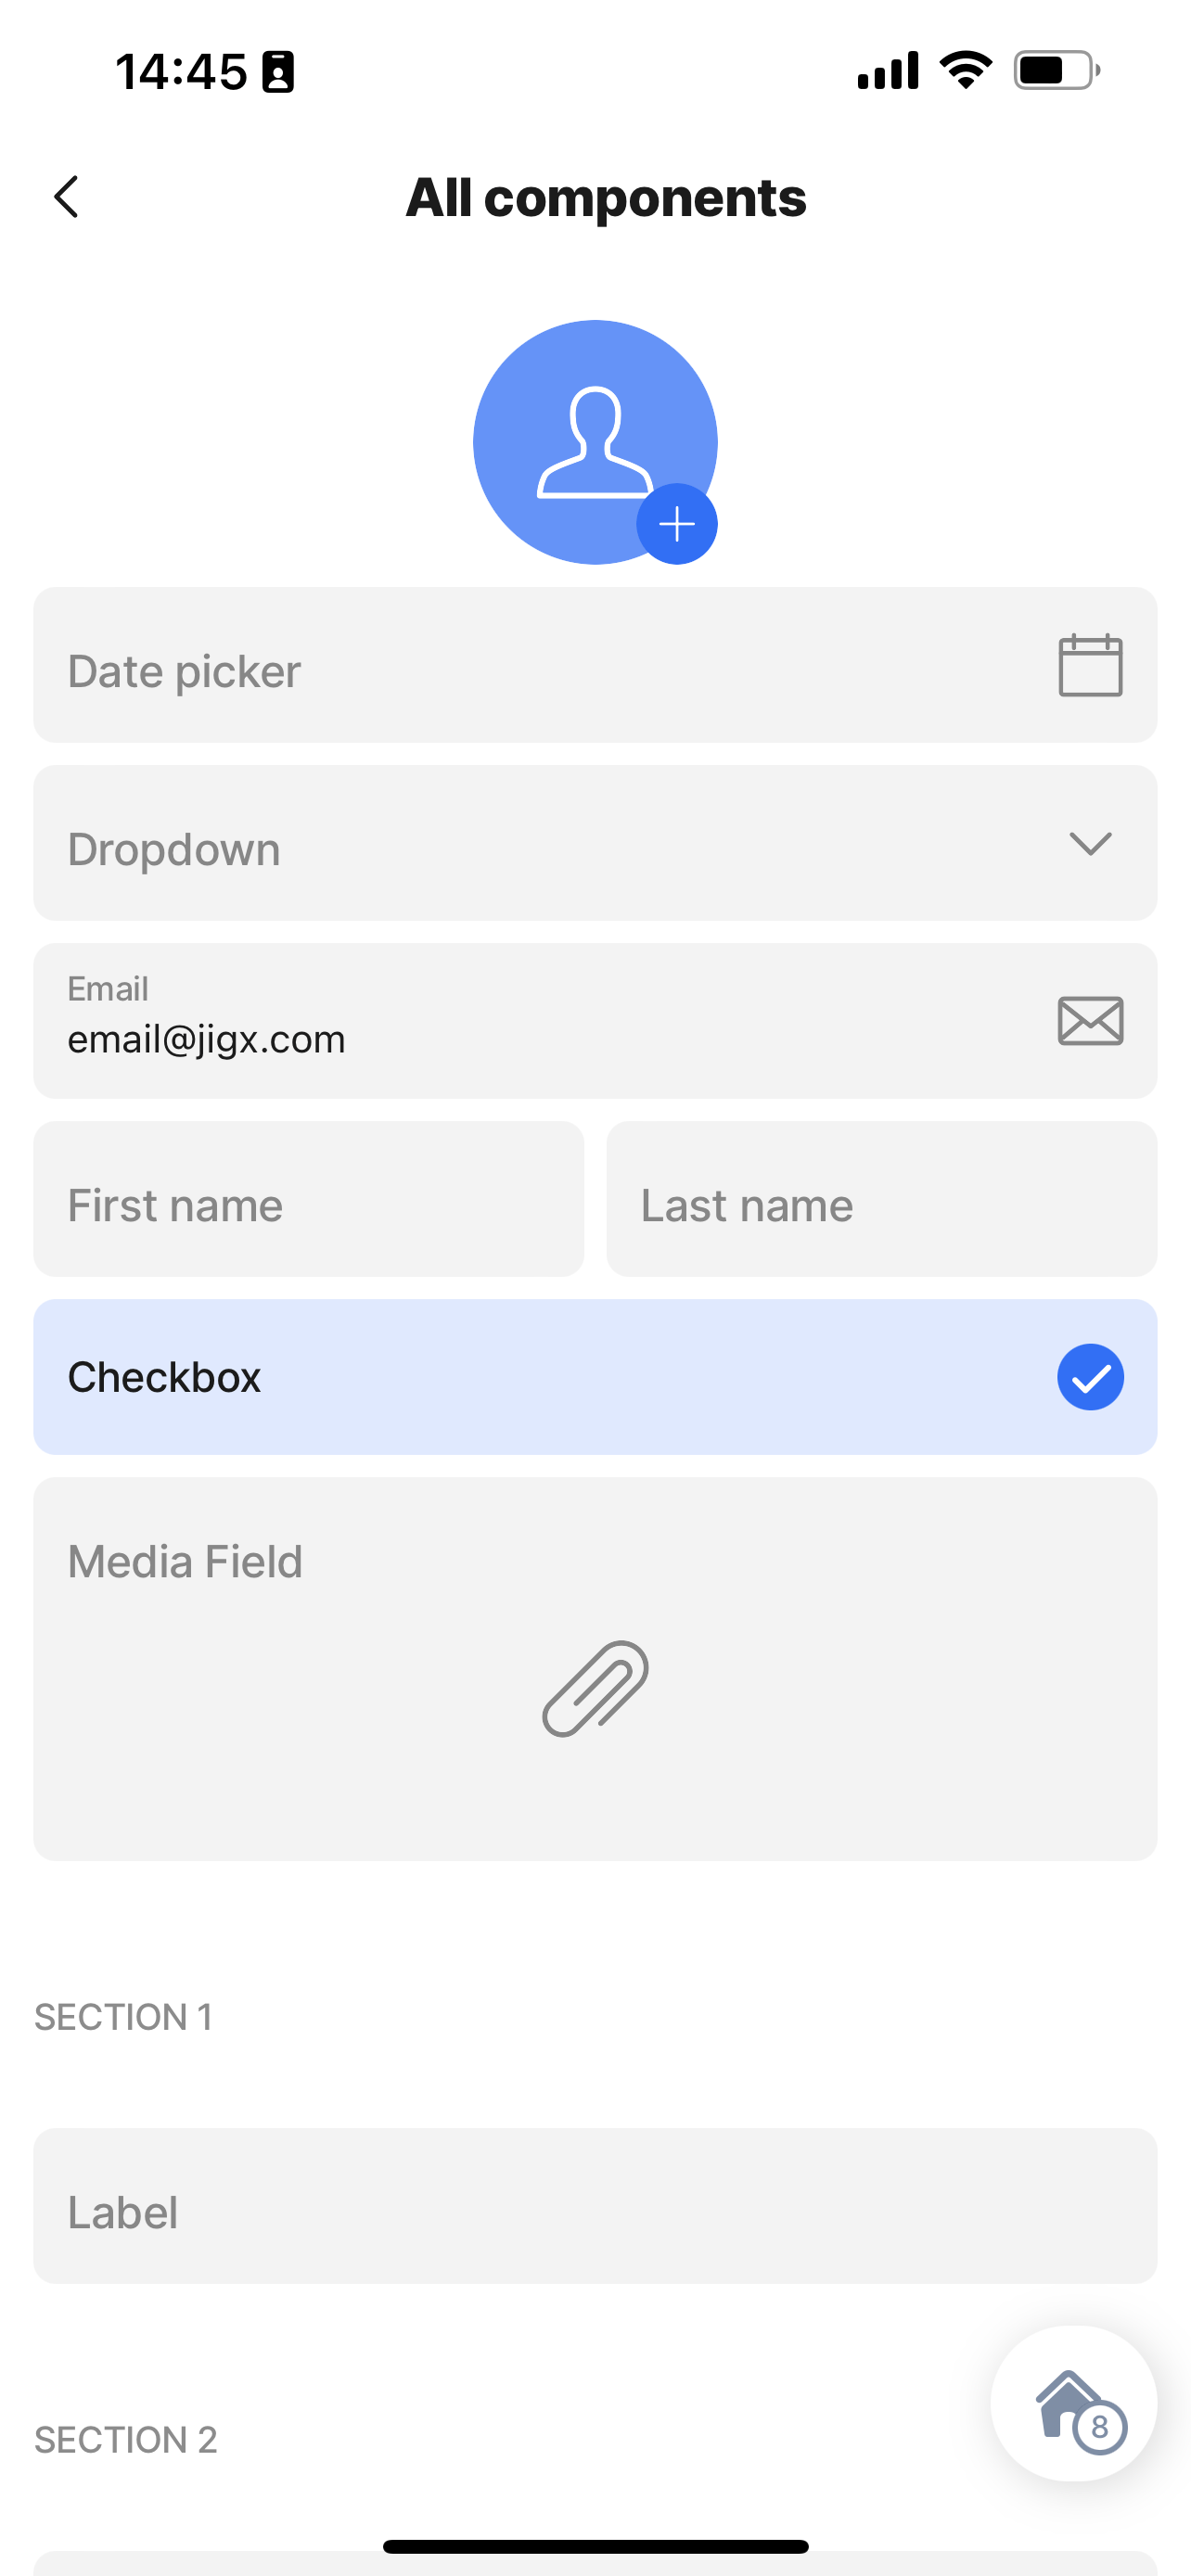 14:45
All components
Date picker
Dropdown
Email
email@jigx.com
First name
Last name
Checkbox
Media Field
SECTION 1
Label
SECTION 2
8